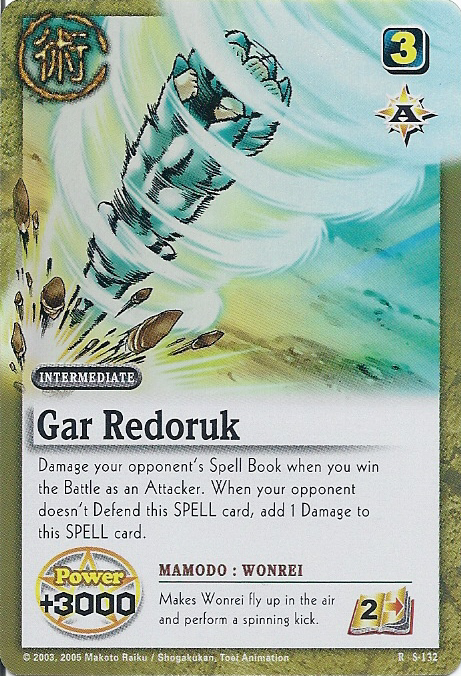 術
3
A
INTERMEDIATE
Gar Redoruk
Damage your opponent's Spell Book when you win
the Battle as an Attacker. When your opponent
doesn't Defend this SPELL card, add 1 Damage to
this SPELL card.
Power
+3000
MAMODO : WONREI
Makes Wonrei fly up in the air
and perform a spinning kick.
2
© 2003, 2005 Makoto Raiku / Shogakukan, Toei Animation
R S-132